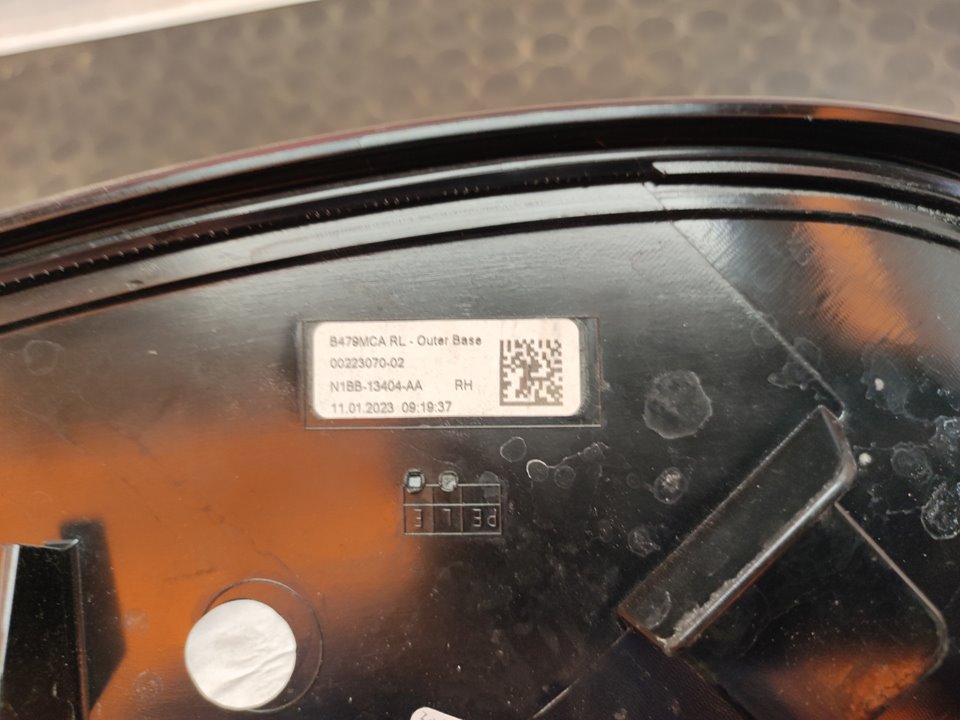 B479MCA RL - Outer Base
00223070-02
N1BB-13404-AA RH
11.01.2023 09:19:37
E L PE